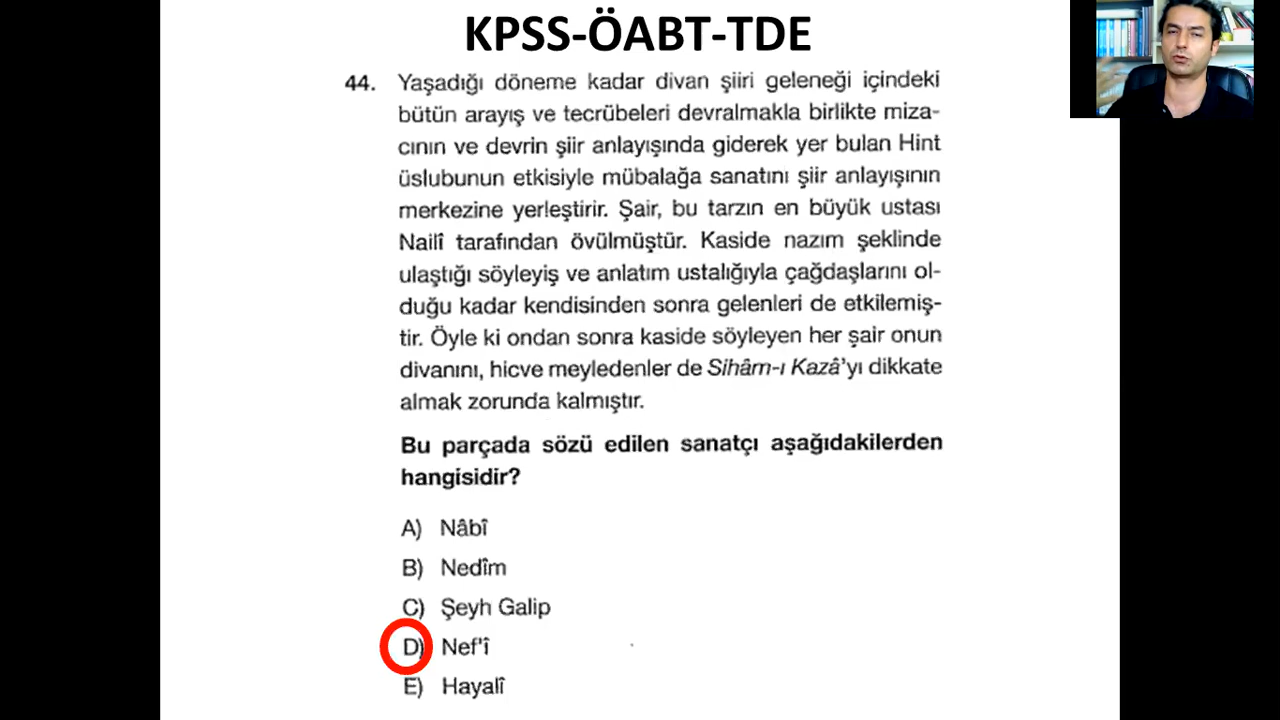 KPSS-ÖABT-TDE
44. Yaşadığı döneme kadar divan şiiri geleneği içindeki
bütün arayış ve tecrübeleri devralmakla birlikte miza-
cının ve devrin şiir anlayışında giderek yer bulan Hint
üslubunun etkisiyle mübalağa sanatını şiir anlayışının
merkezine yerleştirir. Şair, bu tarzın en büyük ustası
Nailî tarafından övülmüştür. Kaside nazım şeklinde
ulaştığı söyleyiş ve anlatım ustalığıyla çağdaşlarını ol-
duğu kadar kendisinden sonra gelenleri de etkilemiş-
tir. Öyle ki ondan sonra kaside söyleyen her şair onun
divanını, hicve meyledenler de Sihâm-ı Kazâ'yı dikkate
almak zorunda kalmıştır.
Bu parçada sözü edilen sanatçı aşağıdakilerden
hangisidir?
A) Nâbî
B) Nedîm
C) Şeyh Galip
D) Nef'î
E) Hayalî